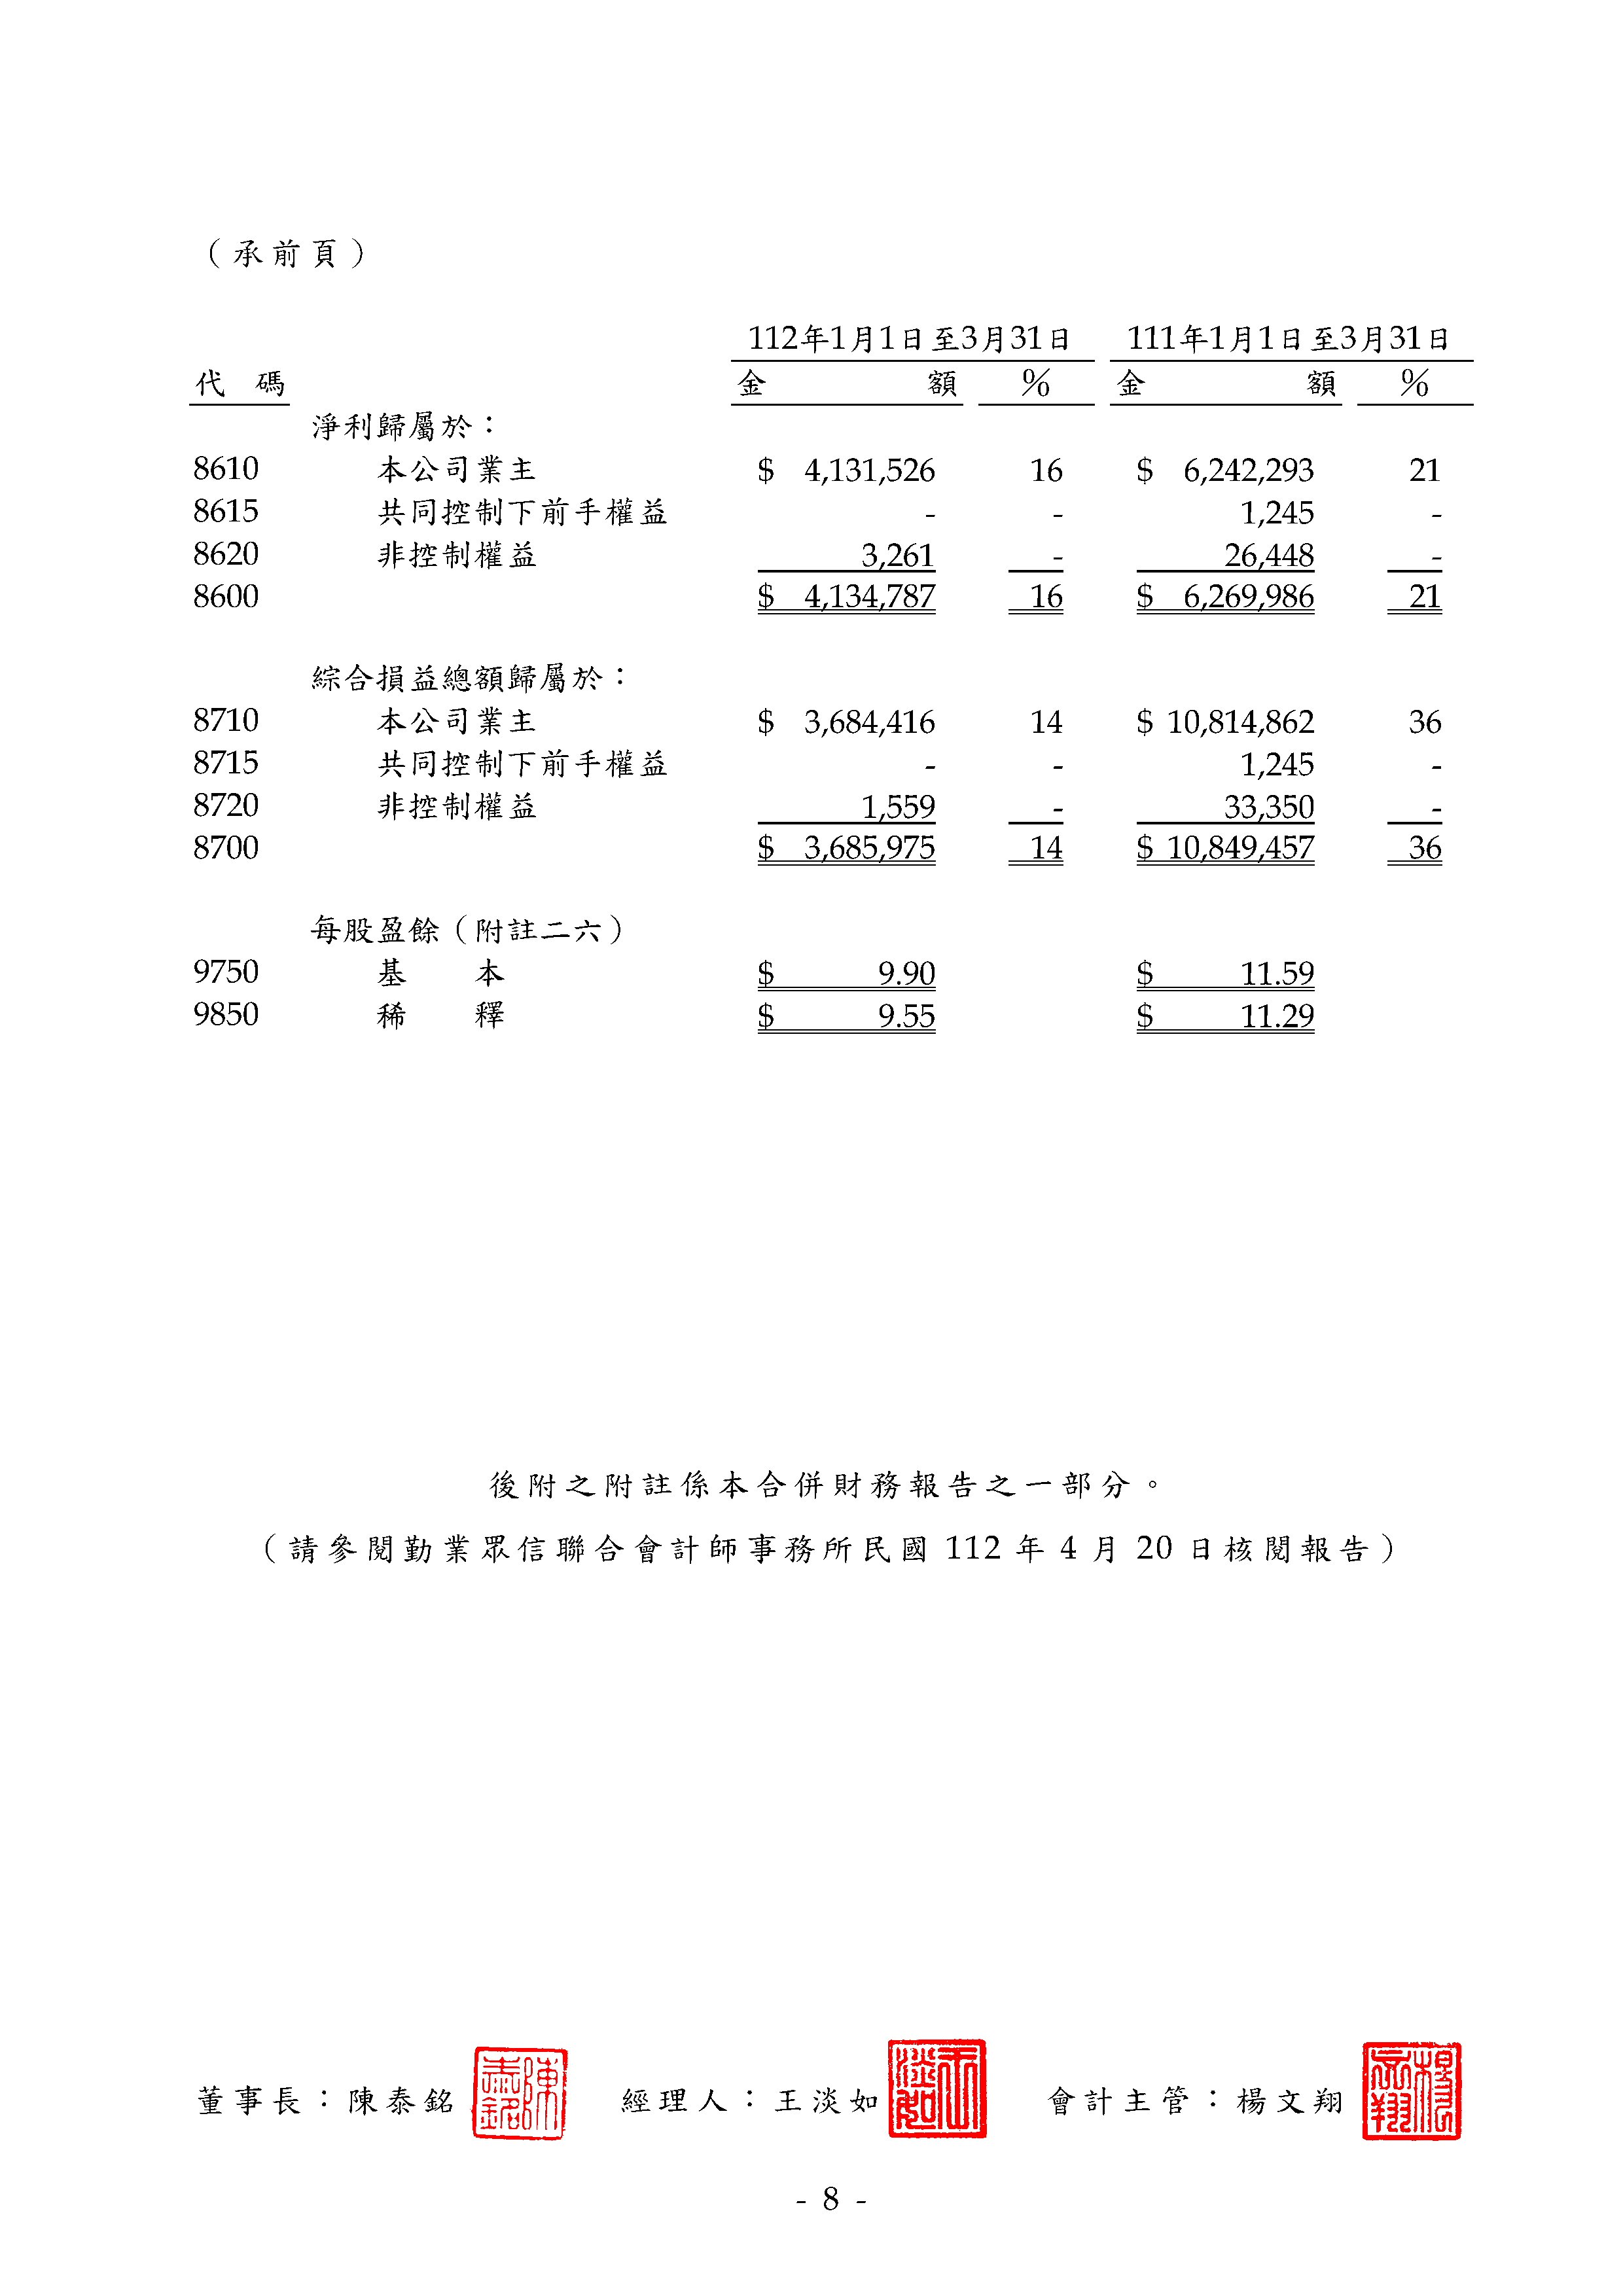 （承前頁）
112年1月1日至3月31日 111年1月1日至3月31日
代 碼 金 額 ％ 金 額 ％
淨利歸屬於：
8610 本公司業主 $ 4,131,526 16 $ 6,242,293 21
8615 共同控制下前手權益 - - 1,245 -
8620 非控制權益 3,261 - 26,448 -
8600 $ 4,134,787 16 $ 6,269,986 21
綜合損益總額歸屬於：
8710 本公司業主 $ 3,684,416 14 $ 10,814,862 36
8715 共同控制下前手權益 - - 1,245 -
8720 非控制權益 1,559 - 33,350 -
8700 $ 3,685,975 14 $ 10,849,457 36
每股盈餘（附註二六）
9750 基 本 $ 9.90 $ 11.59
9850 稀 釋 $ 9.55 $ 11.29
後附之附註係本合併財務報告之一部分。
（請參閱勤業眾信聯合會計師事務所民國 112 年 4 月 20 日核閱報告）
董事長：陳泰銘 陳泰銘 經理人：王淡如 王淡如 會計主管：楊文翔 楊文翔
- 8 -